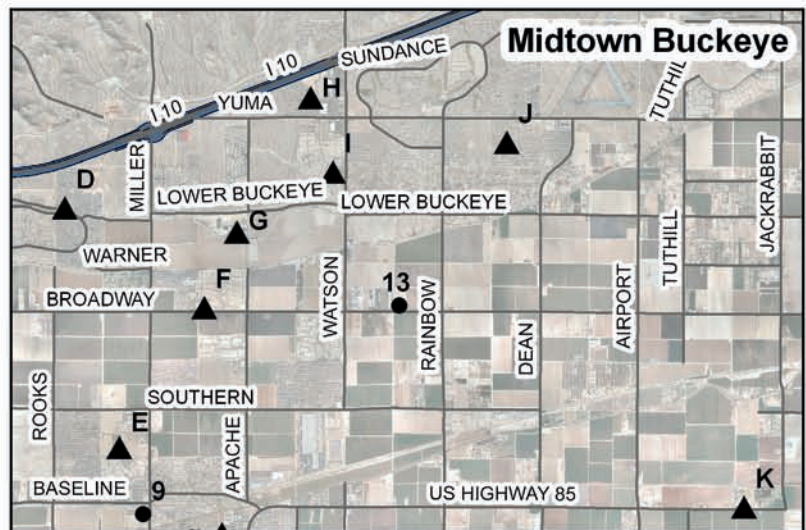 Midtown Buckeye
I 10
SUNDANCE
I 10
YUMA
H
TUTHILL
J
MILLER
I
D
LOWER BUCKEYE
LOWER BUCKEYE
JACKRABBIT
G
WARNER
TUTHILL
BROADWAY
F
WATSON
13
RAINBOW
AIRPORT
DEAN
ROOKS
SOUTHERN
E
APACHE
BASELINE
9
US HIGHWAY 85
K